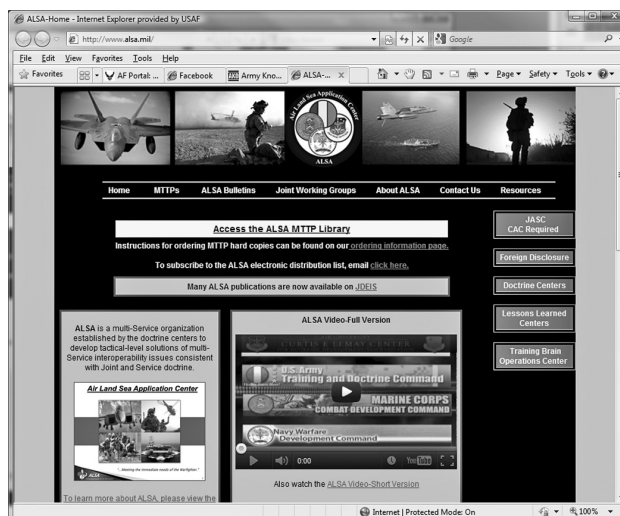 ALSA-Home - Internet Explorer provided by USAF
http://www.alsa.mil/
Google
File Edit View Favorites Tools Help
Favorites
AF Portal: ...
Facebook
Army Kno...
ALSA-...
Page
Safety
Tools
Air Land Sea Application Center
ALSA
Home MTTPs ALSA Bulletins Joint Working Groups About ALSA Contact Us Resources
Access the ALSA MTTP Library
Instructions for ordering MTTP hard copies can be found on our ordering information page.
To subscribe to the ALSA electronic distribution list, email click here.
Many ALSA publications are now available on JDEIS
JASC
CAC Required
Foreign Disclosure
Doctrine Centers
Lessons Learned
Centers
Training Brain
Operations Center
ALSA is a multi-Service organization
established by the doctrine centers to
develop tactical-level solutions of multi-
Service interoperability issues consistent
with Joint and Service doctrine.
Air Land Sea Application Center
ALSA
"... Meeting the immediate needs of the Warfighter."
To learn more about ALSA, please view the
ALSA Video-Full Version
CURTIS E LEMAY CENTER
U.S. Army
Training and Doctrine Command
MARINE CORPS
COMBAT DEVELOPMENT COMMAND
Navy Warfare
Development Command
0:00
YouTube
Also watch the ALSA Video-Short Version
Internet | Protected Mode: On
100%